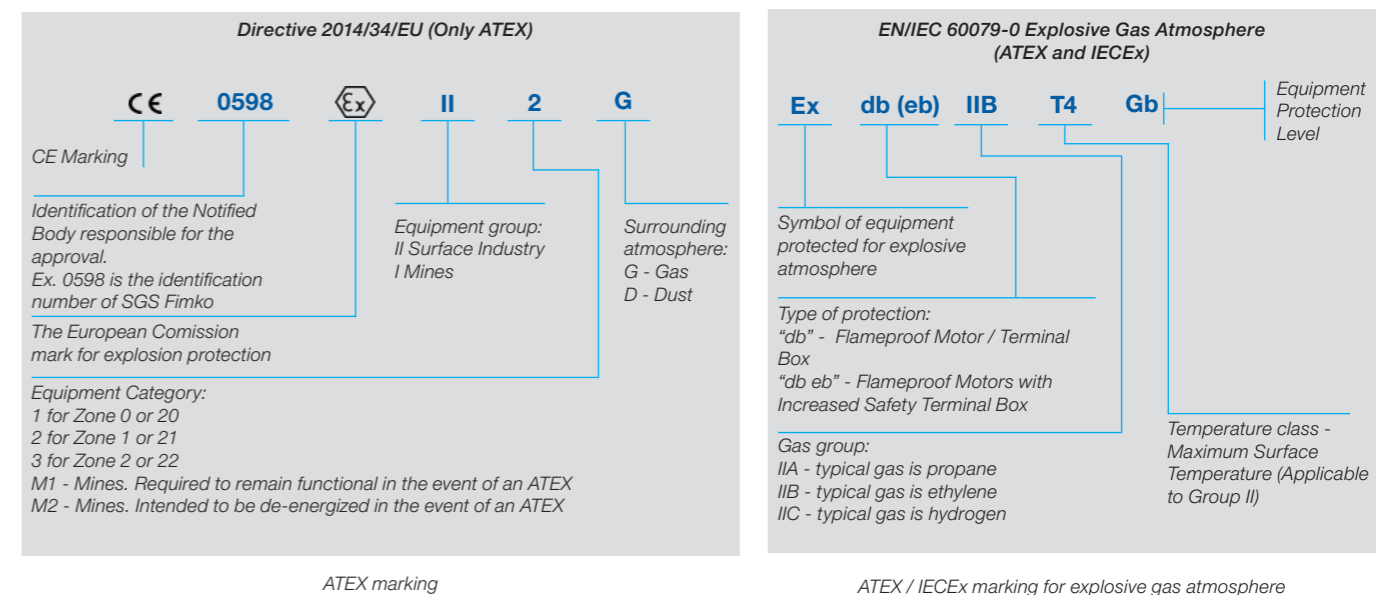 Directive 2014/34/EU (Only ATEX)
CE 0598 Ex II 2 G
CE Marking
Identification of the Notified
Body responsible for the
approval.
Ex. 0598 is the identification
number of SGS Fimko
The European Comission
mark for explosion protection
Equipment group:
II Surface Industry
I Mines
Surrounding
atmosphere:
G - Gas
D - Dust
Equipment Category:
1 for Zone 0 or 20
2 for Zone 1 or 21
3 for Zone 2 or 22
M1 - Mines. Required to remain functional in the event of an ATEX
M2 - Mines. Intended to be de-energized in the event of an ATEX
ATEX marking
EN/IEC 60079-0 Explosive Gas Atmosphere
(ATEX and IECEx)
Ex db (eb) IIB T4 Gb
Equipment
Protection
Level
Symbol of equipment
protected for explosive
atmosphere
Type of protection:
“db” - Flameproof Motor / Terminal
Box
“db eb” - Flameproof Motors with
Increased Safety Terminal Box
Gas group:
IIA - typical gas is propane
IIB - typical gas is ethylene
IIC - typical gas is hydrogen
Temperature class -
Maximum Surface
Temperature (Applicable
to Group II)
ATEX / IECEx marking for explosive gas atmosphere